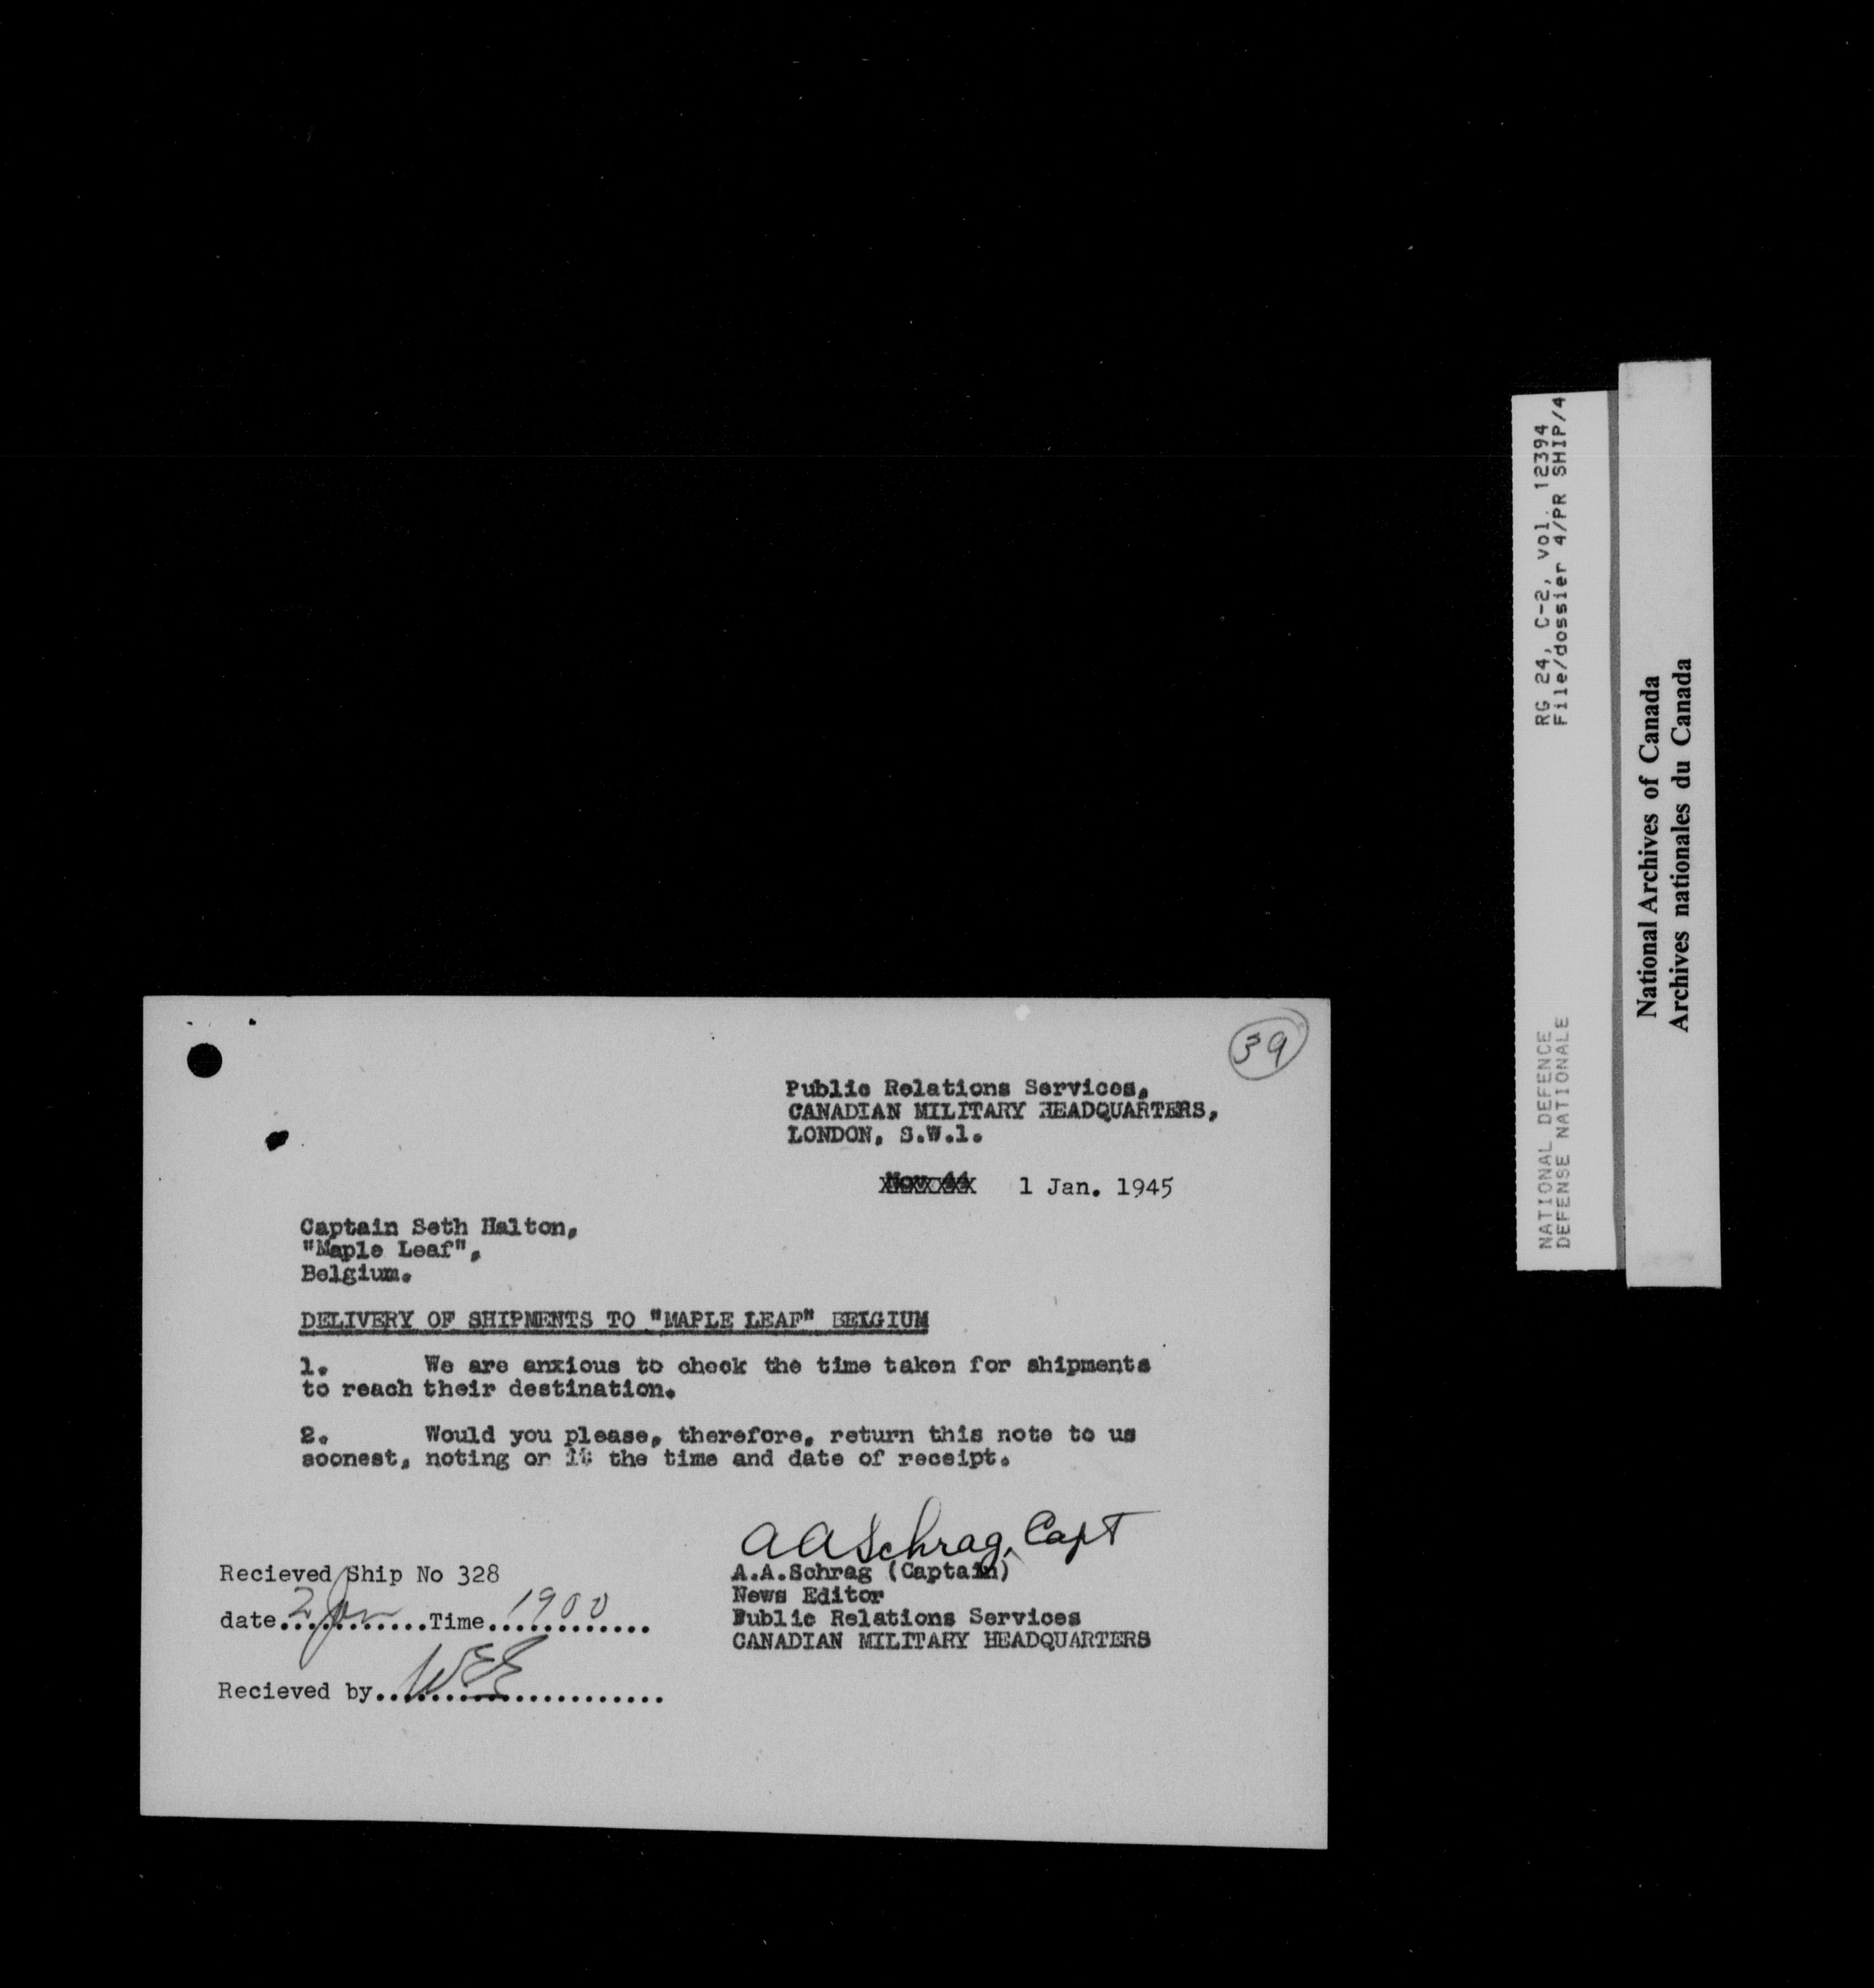 39
Public Relations Services,
CANADIAN MILITARY HEADQUARTERS,
LONDON, S.W.1.
Nov 44 1 Jan. 1945
Captain Seth Halton,
"Maple Leaf",
Belgium.
DELIVERY OF SHIPMENTS TO "MAPLE LEAF" BELGIUM
1. We are anxious to check the time taken for shipments
to reach their destination.
2. Would you please, therefore, return this note to us
soonest, noting on it the time and date of receipt.
A A Schrag, Capt
A.A.Schrag (Captain)
News Editor
Public Relations Services
CANADIAN MILITARY HEADQUARTERS
Recieved Ship No 328
date 2 Jan Time 1900
Recieved by
RG 24, C-2, vol. 12394
File/dossier 4/PR SHIP/4
NATIONAL DEFENCE
DEFENSE NATIONALE
National Archives of Canada
Archives nationales du Canada